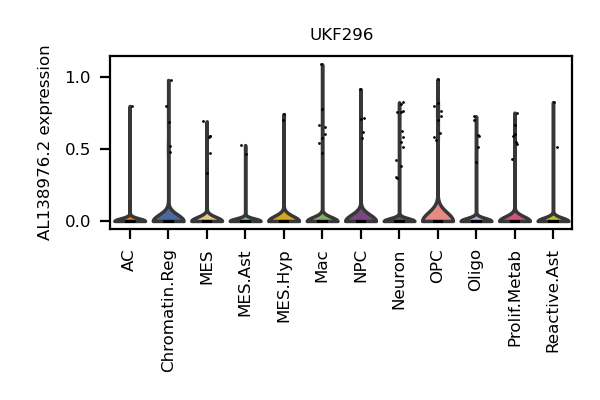 UKF296
AL138976.2 expression
1.0
0.5
0.0
AC
Chromatin.Reg
MES
MES.Ast
MES.Hyp
Mac
NPC
Neuron
OPC
Oligo
Prolif.Metab
Reactive.Ast